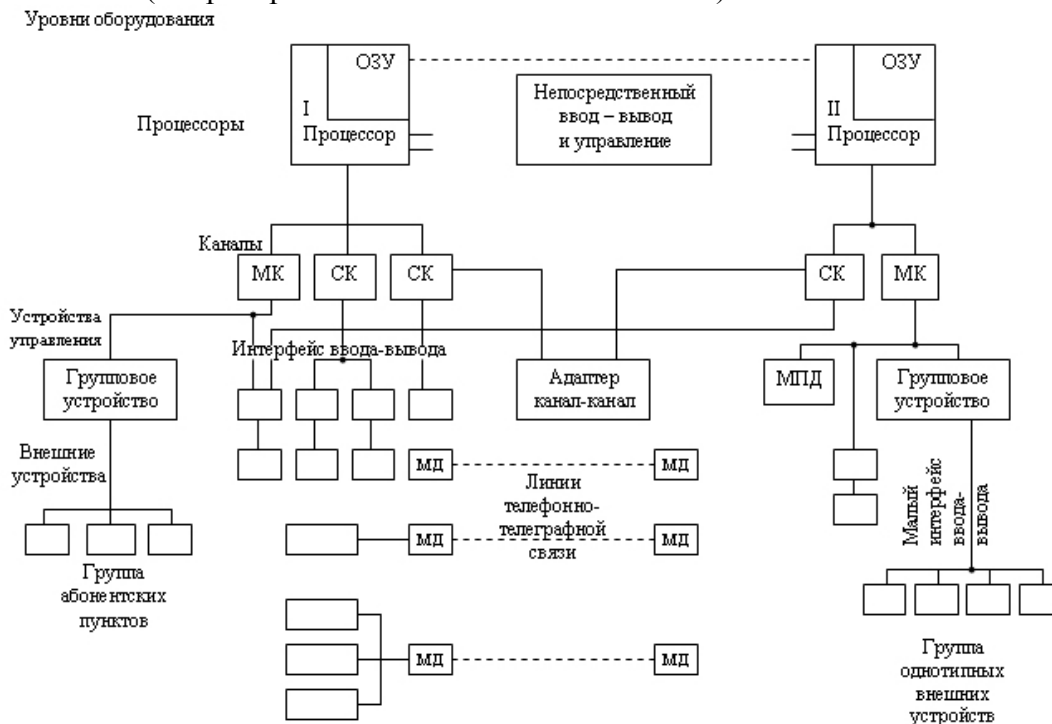 Уровни оборудования
ОЗУ
I
Процессор
Непосредственный
ввод – вывод
и управление
ОЗУ
II
Процессор
Процессоры
Каналы
МК
СК
СК
СК
МК
Устройства
управления
Интерфейс ввода-вывода
Групповое
устройство
Адаптер
канал-канал
МПД
Групповое
устройство
Внешние
устройства
МД
МД
Линии
телефонно-
телеграфной
связи
МД
МД
Малый
интерфейс
ввода-
вывода
Группа
абонентских
пунктов
МД
МД
Группа
однотипных
внешних
устройств